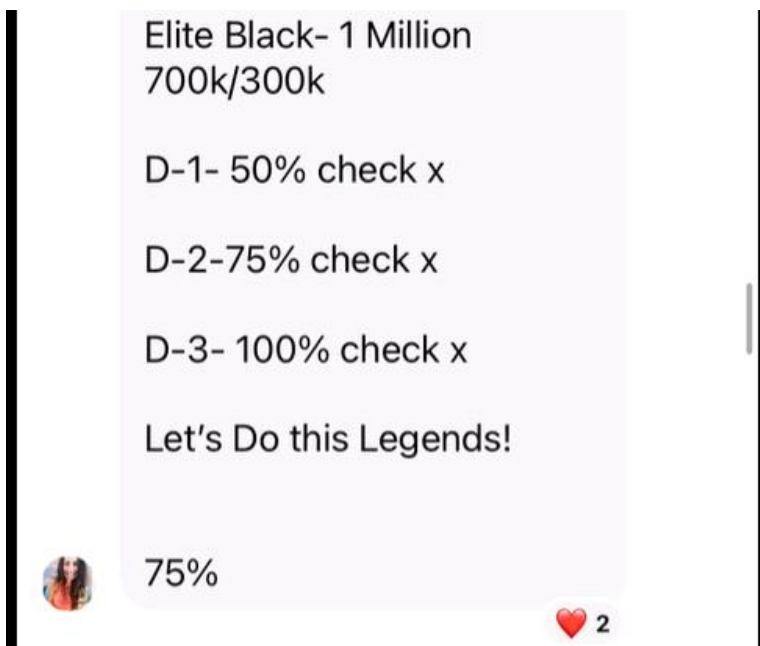 Elite Black- 1 Million
700k/300k
D-1- 50% check x
D-2-75% check x
D-3- 100% check x
Let's Do this Legends!
75%
2